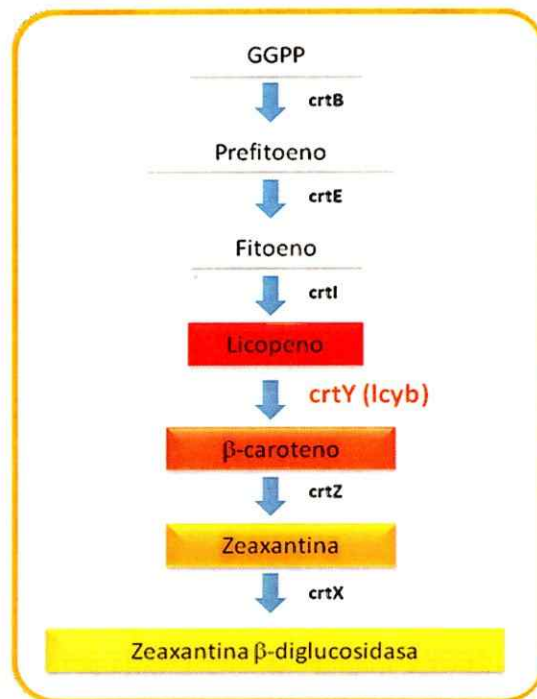 GGPP
crtB
Prefitoeno
crtE
Fitoeno
crtI
Licopeno
crtY (lcyb)
β-caroteno
crtZ
Zeaxantina
crtX
Zeaxantina β-diglucosidasa